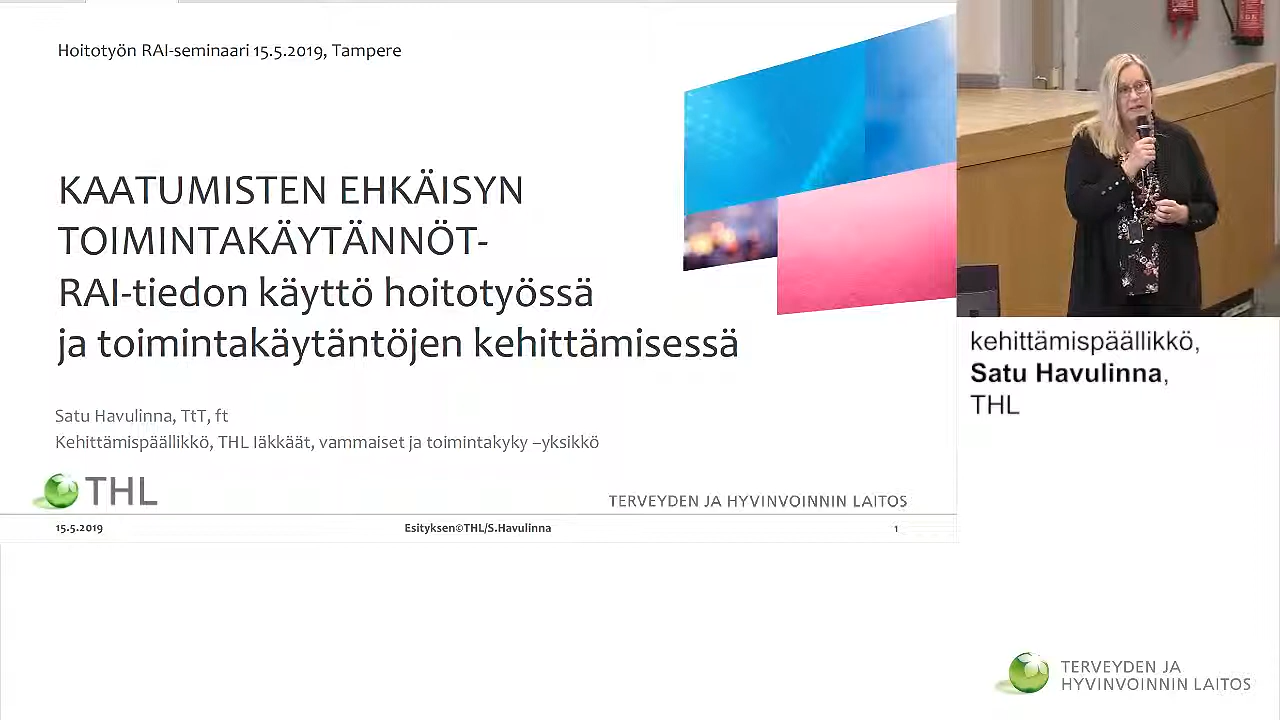 Hoitotyön RAI-seminaari 15.5.2019, Tampere
KAATUMISTEN EHKÄISYN
TOIMINTAKÄYTÄNNÖT-
RAI-tiedon käyttö hoitotyössä
ja toimintakäytäntöjen kehittämisessä
Satu Havulinna, TtT, ft
Kehittämispäällikkö, THL Iäkkäät, vammaiset ja toimintakyky –yksikkö
THL
TERVEYDEN JA HYVINVOINNIN LAITOS
15.5.2019
Esityksen©THL/S.Havulinna
1
kehittämispäällikkö,
Satu Havulinna,
THL
TERVEYDEN JA
HYVINVOINNIN LAITOS